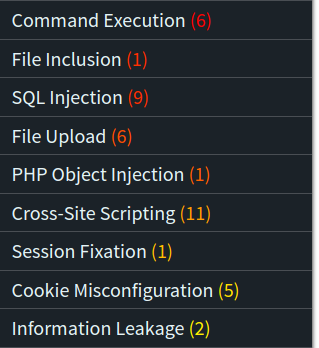 Command Execution (6)
File Inclusion (1)
SQL Injection (9)
File Upload (6)
PHP Object Injection (1)
Cross-Site Scripting (11)
Session Fixation (1)
Cookie Misconfiguration (5)
Information Leakage (2)